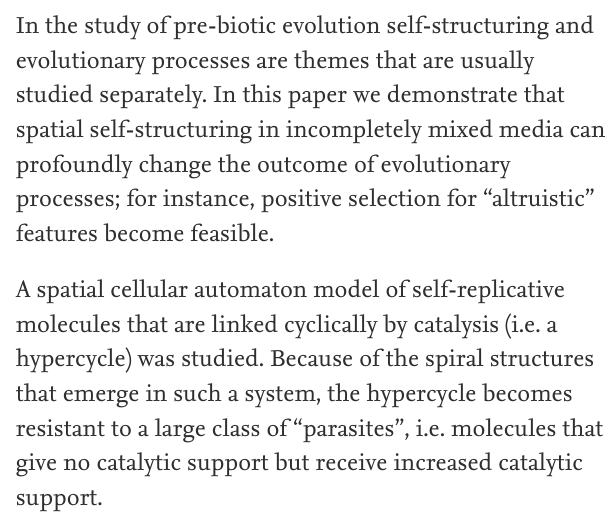 In the study of pre-biotic evolution self-structuring and
evolutionary processes are themes that are usually
studied separately. In this paper we demonstrate that
spatial self-structuring in incompletely mixed media can
profoundly change the outcome of evolutionary
processes; for instance, positive selection for “altruistic”
features become feasible.
A spatial cellular automaton model of self-replicative
molecules that are linked cyclically by catalysis (i.e. a
hypercycle) was studied. Because of the spiral structures
that emerge in such a system, the hypercycle becomes
resistant to a large class of “parasites”, i.e. molecules that
give no catalytic support but receive increased catalytic
support.